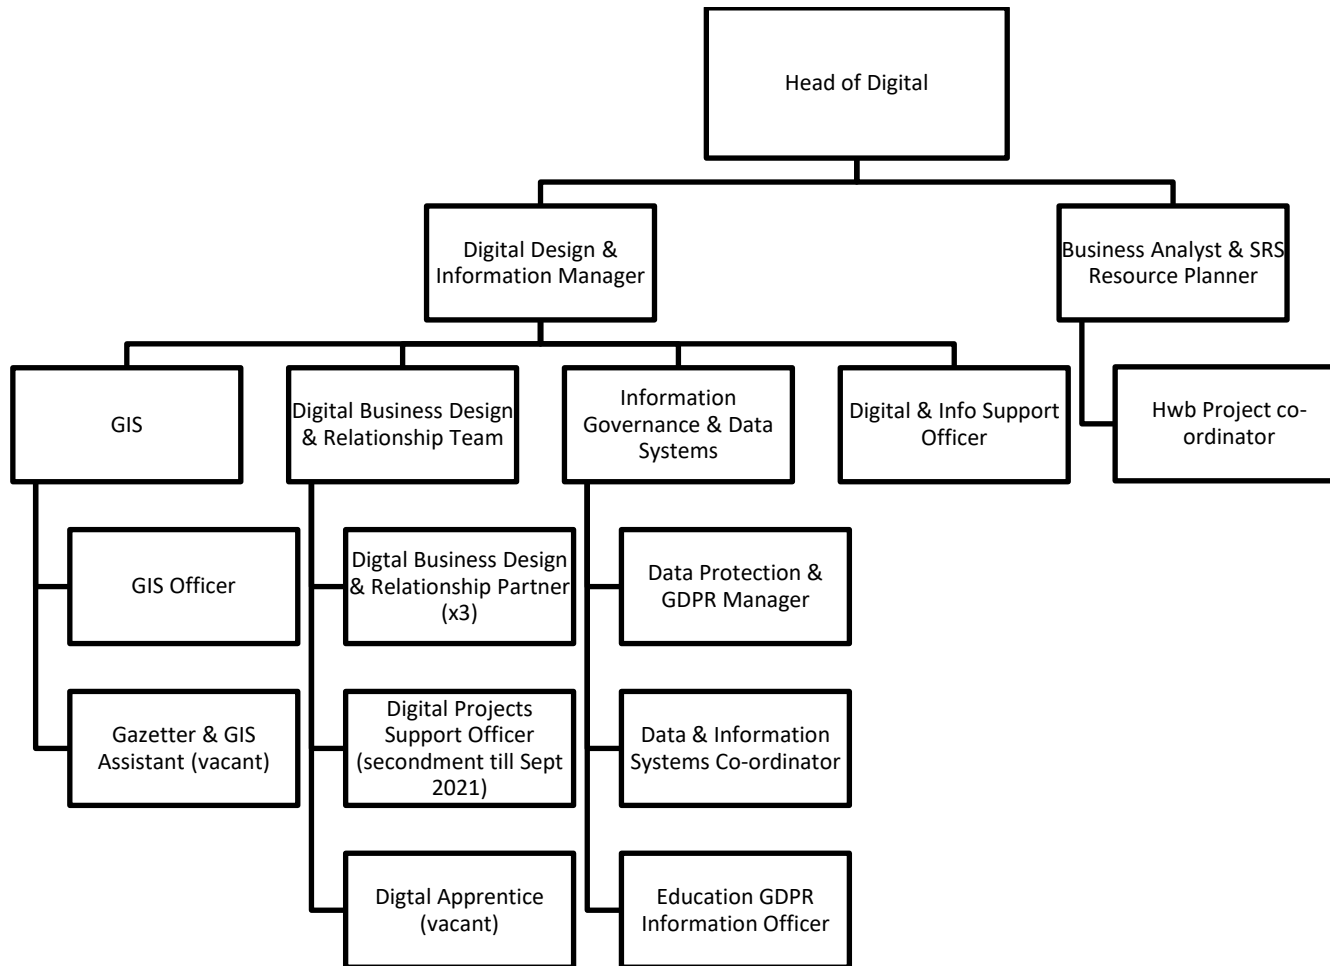 Head of Digital
Digital Design &
Information Manager
Business Analyst & SRS
Resource Planner
GIS
Digital Business Design
& Relationship Team
Information
Governance & Data
Systems
Digital & Info Support
Officer
Hwb Project co-
ordinator
GIS Officer
Digtal Business Design
& Relationship Partner
(x3)
Data Protection &
GDPR Manager
Gazetter & GIS
Assistant (vacant)
Digital Projects
Support Officer
(secondment till Sept
2021)
Data & Information
Systems Co-ordinator
Digtal Apprentice
(vacant)
Education GDPR
Information Officer